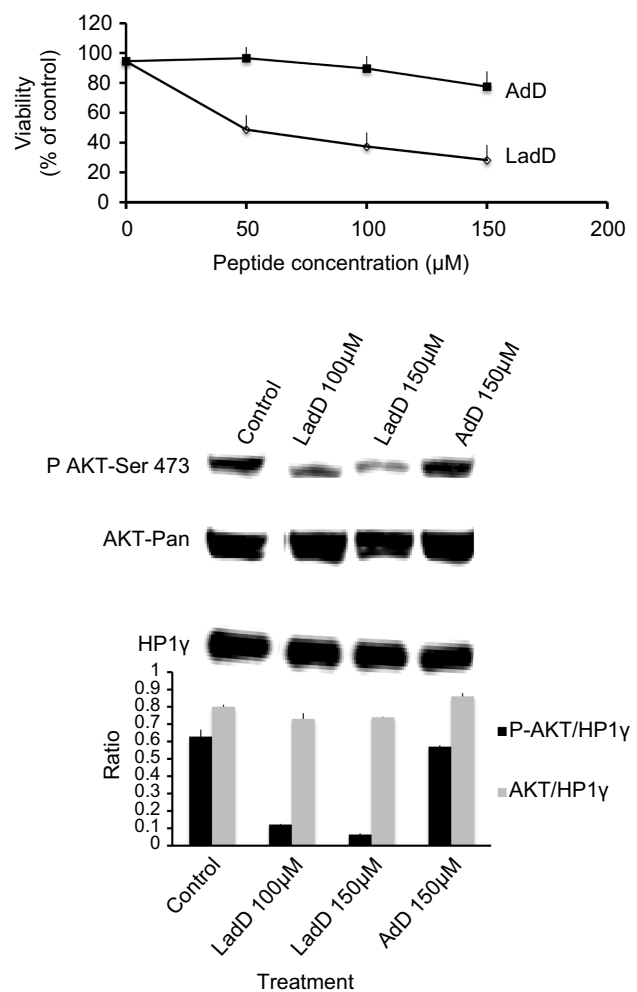 Viability
(% of control)
120
100
80
60
40
20
0
0 50 100 150 200
AdD
LadD
Peptide concentration (µM)
Control
LadD 100µM
LadD 150µM
AdD 150µM
P AKT-Ser 473
AKT-Pan
HP1γ
Ratio
1
0.9
0.8
0.7
0.6
0.5
0.4
0.3
0.2
0.1
0
P-AKT/HP1γ
AKT/HP1γ
Control
LadD 100µM
LadD 150µM
AdD 150µM
Treatment